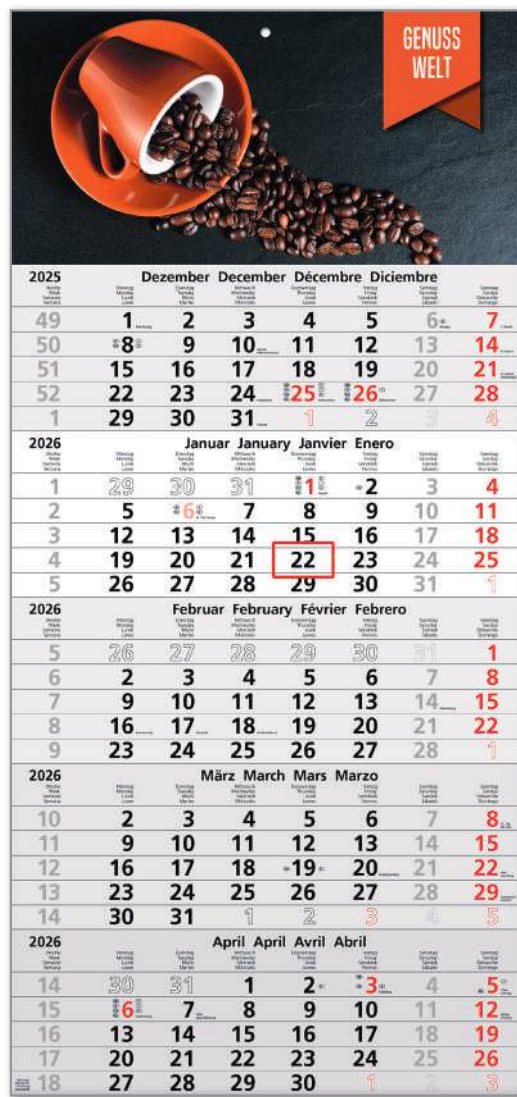 GENUSS
WELT
2025 Dezember December Décembre Diciembre
49 1 2 3 4 5 6 7
50 8 9 10 11 12 13 14
51 15 16 17 18 19 20 21
52 22 23 24 25 26 27 28
1 29 30 31 1 2 3 4
2026 Januar January Janvier Enero
1 29 30 31 1 2 3 4
2 5 6 7 8 9 10 11
3 12 13 14 15 16 17 18
4 19 20 21 22 23 24 25
5 26 27 28 29 30 31 1
2026 Februar February Février Febrero
5 26 27 28 29 30 31 1
6 2 3 4 5 6 7 8
7 9 10 11 12 13 14 15
8 16 17 18 19 20 21 22
9 23 24 25 26 27 28 1
2026 März March Mars Marzo
10 2 3 4 5 6 7 8
11 9 10 11 12 13 14 15
12 16 17 18 19 20 21 22
13 23 24 25 26 27 28 29
14 30 31 1 2 3 4 5
2026 April April Avril Abril
14 30 31 1 2 3 4 5
15 6 7 8 9 10 11 12
16 13 14 15 16 17 18 19
17 20 21 22 23 24 25 26
18 27 28 29 30 1 2 3